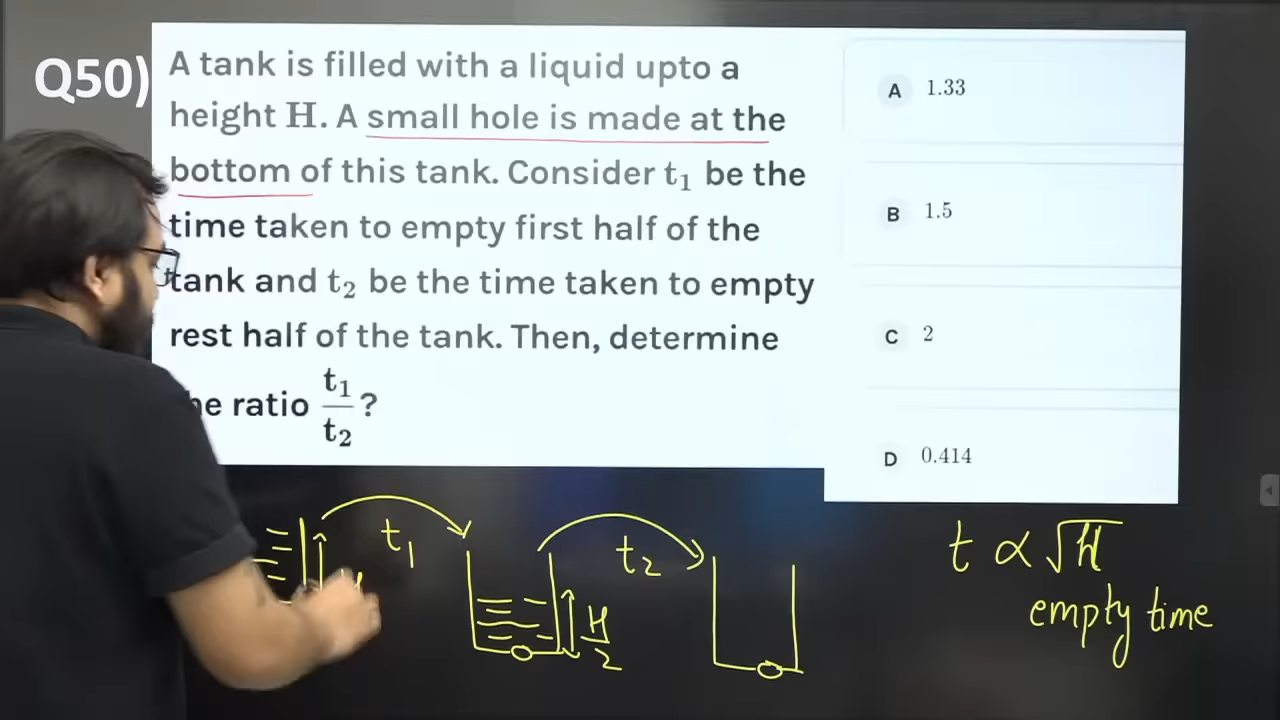 Q50)
A tank is filled with a liquid upto a
height H. A small hole is made at the
bottom of this tank. Consider t₁ be the
time taken to empty first half of the
tank and t₂ be the time taken to empty
rest half of the tank. Then, determine
he ratio t₁/t₂ ?
A 1.33
B 1.5
C 2
D 0.414
t₁
t₂
H/2
t ∝ √H
empty time